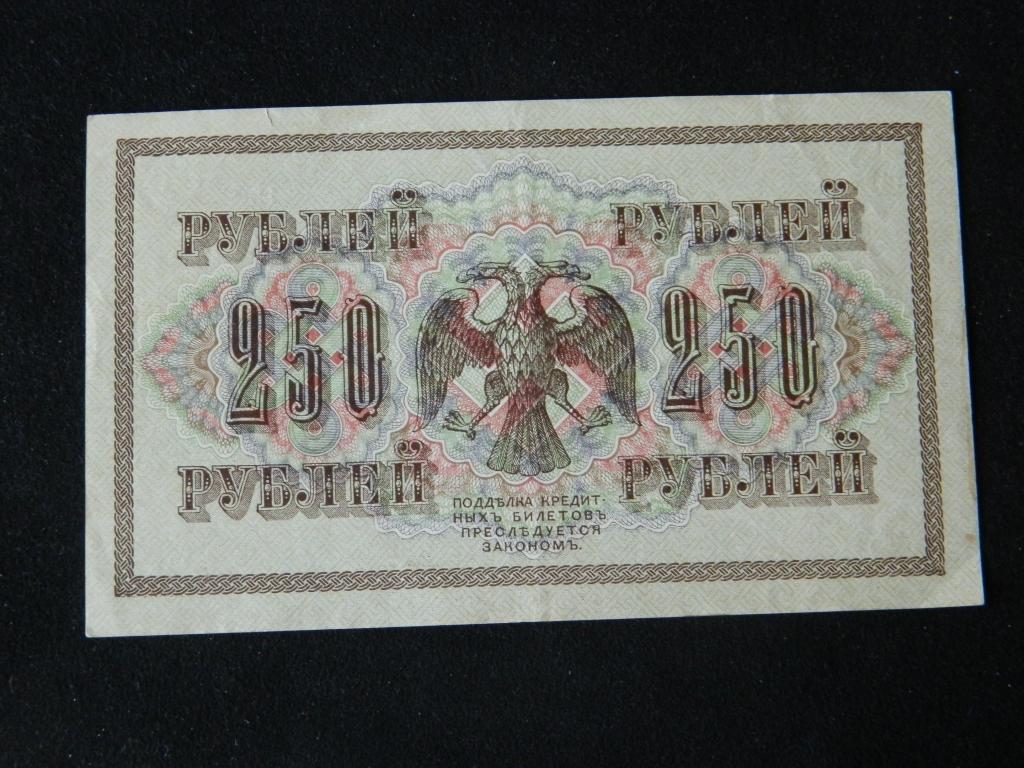 РУБЛЕЙ РУБЛЕЙ
250 250
РУБЛЕЙ РУБЛЕЙ
ПОДДѢЛКА КРЕДИТ-
НЫХЪ БИЛЕТОВЪ
ПРЕСЛѢДУЕТСЯ
ЗАКОНОМЪ.